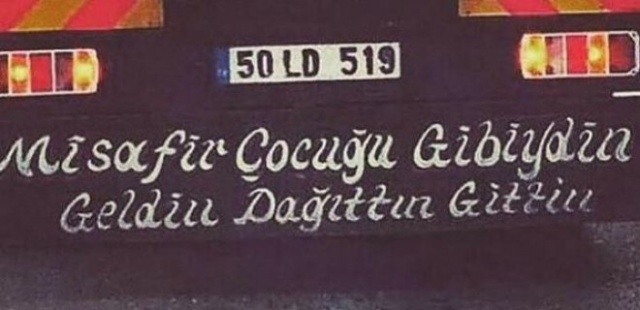 50 LD 519
Misafir Çocuğu Gibiydin
Geldin Dağıttın Gittin